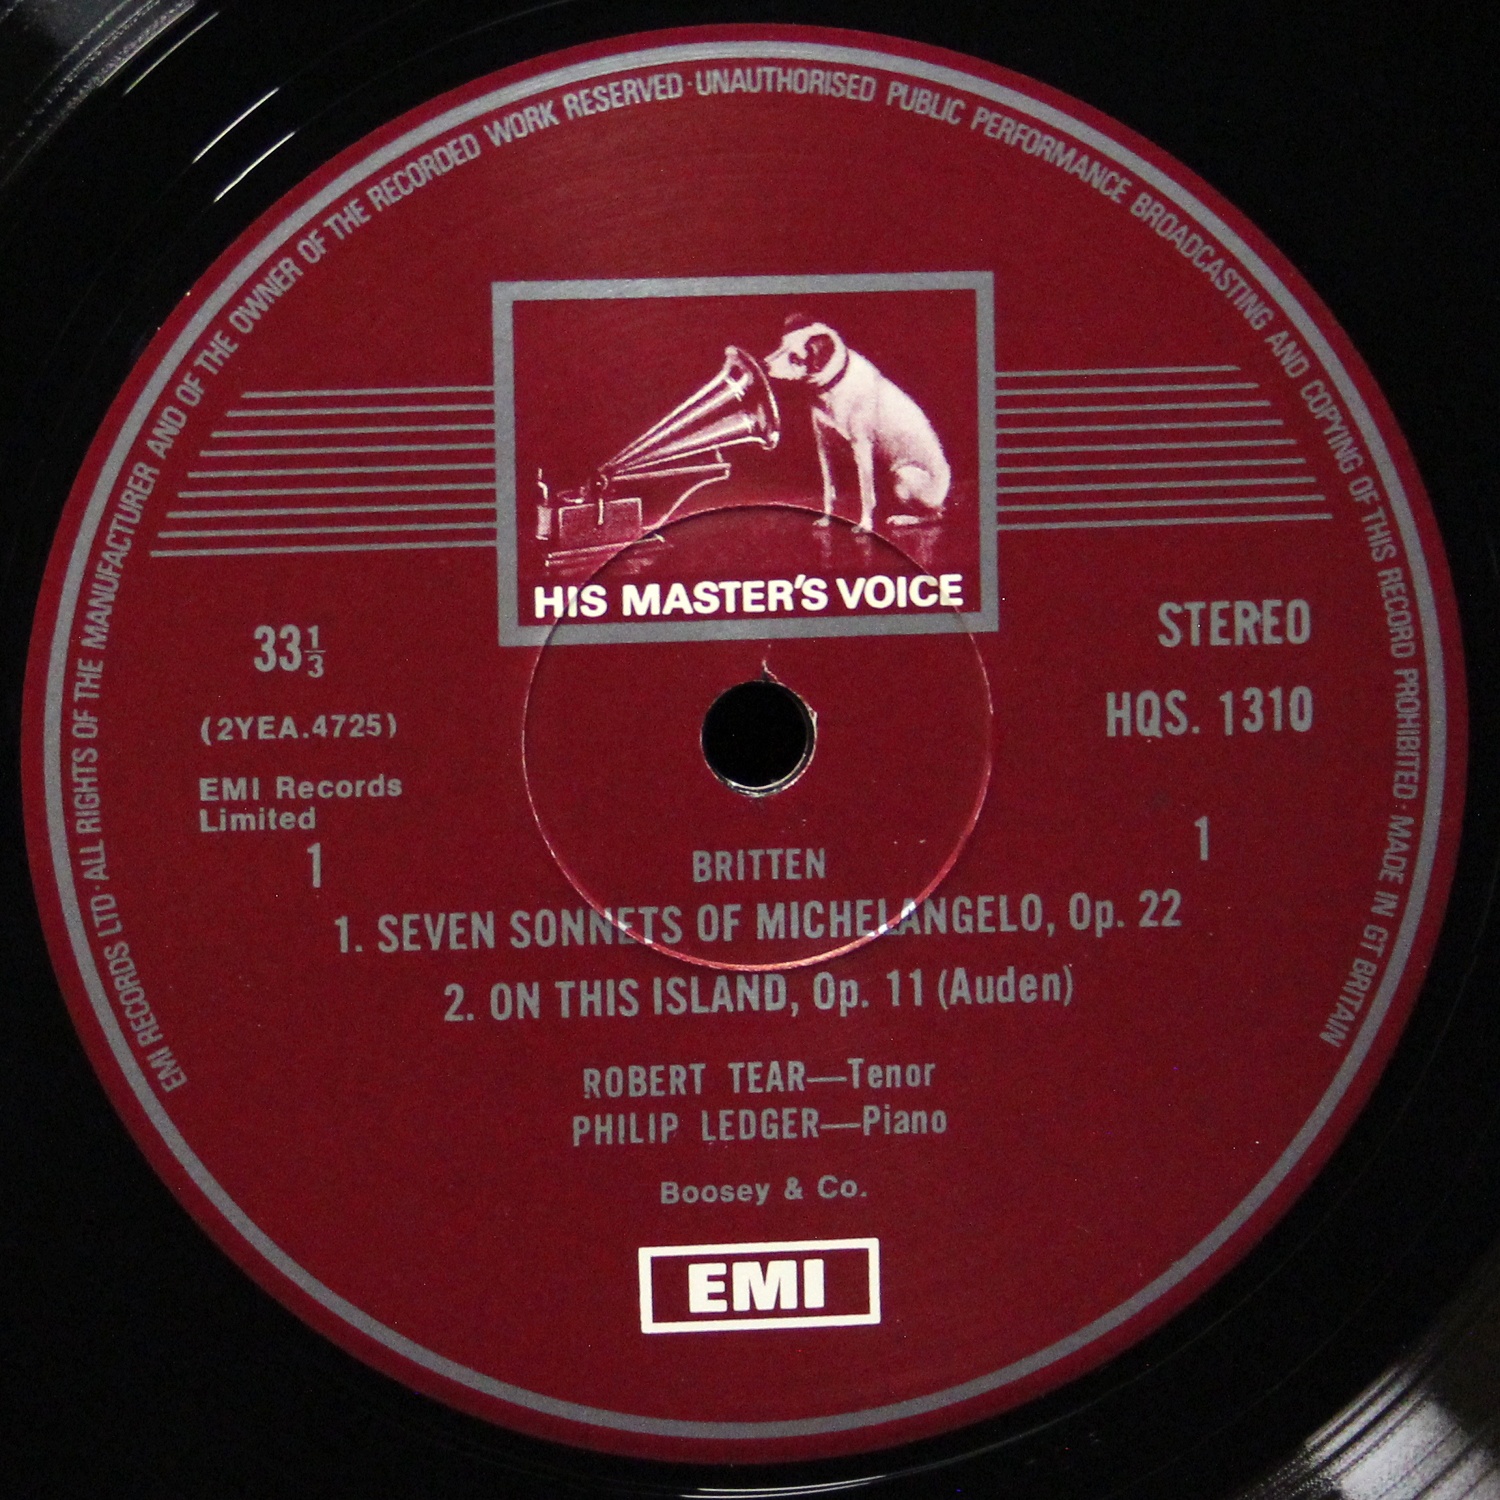 EMI RECORDS LTD·ALL RIGHTS OF THE MANUFACTURER AND OF THE OWNER OF THE RECORDED WORK RESERVED·UNAUTHORISED PUBLIC PERFORMANCE BROADCASTING AND COPYING OF THIS RECORD PROHIBITED·MADE IN GT BRITAIN
HIS MASTER'S VOICE
33 1/3
STEREO
(2YEA.4725)
HQS. 1310
EMI Records
Limited
1
1
BRITTEN
1. SEVEN SONNETS OF MICHELANGELO, Op. 22
2. ON THIS ISLAND, Op. 11 (Auden)
ROBERT TEAR—Tenor
PHILIP LEDGER—Piano
Boosey & Co.
EMI